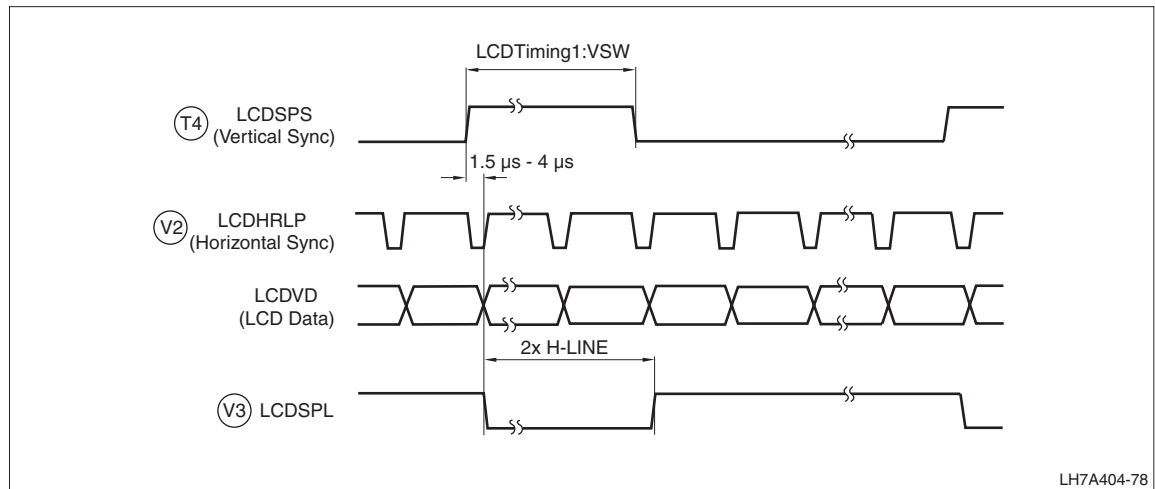 LCDTiming1:VSW
T4
LCDSPS
(Vertical Sync)
1.5 µs - 4 µs
V2
LCDHRLP
(Horizontal Sync)
LCDVD
(LCD Data)
2x H-LINE
V3
LCDSPL
LH7A404-78